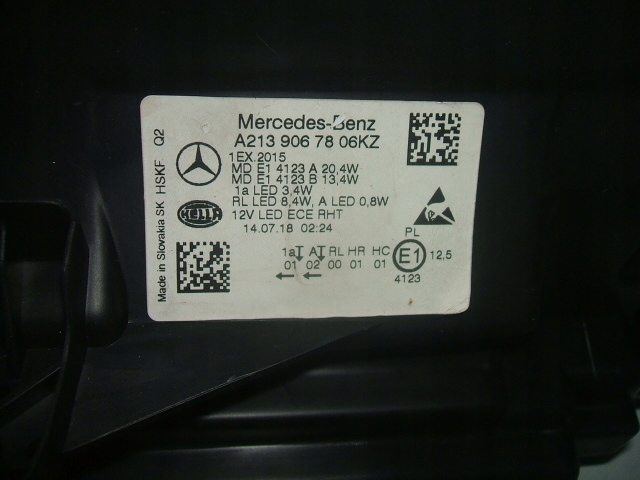 Mercedes-Benz
A213 906 78 06KZ
1EX.2015
MD E1 4123 A 20,4W
MD E1 4123 B 13,4W
1a LED 3,4W
RL LED 8,4W, A LED 0,8W
12V LED ECE RHT
14.07.18 02:24
HELLA
Made in Slovakia SK HSKF Q2
1a AT RL HR HC
01 02 00 01 01
PL
E1 12,5
4123